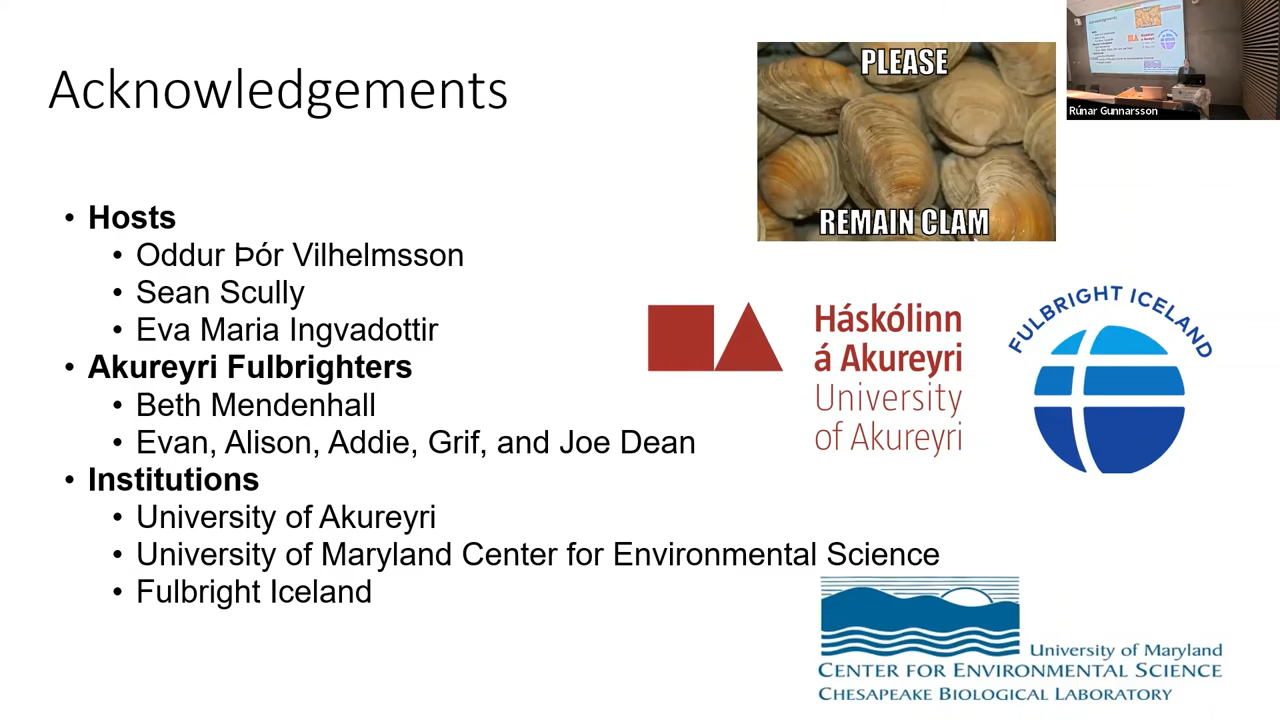 Acknowledgements
PLEASE
REMAIN CLAM
Rúnar Gunnarsson
• Hosts
• Oddur Þór Vilhelmsson
• Sean Scully
• Eva Maria Ingvadottir
• Akureyri Fulbrighters
• Beth Mendenhall
• Evan, Alison, Addie, Grif, and Joe Dean
• Institutions
• University of Akureyri
• University of Maryland Center for Environmental Science
• Fulbright Iceland
Háskólinn
á Akureyri
University
of Akureyri
FULBRIGHT ICELAND
University of Maryland
CENTER FOR ENVIRONMENTAL SCIENCE
CHESAPEAKE BIOLOGICAL LABORATORY